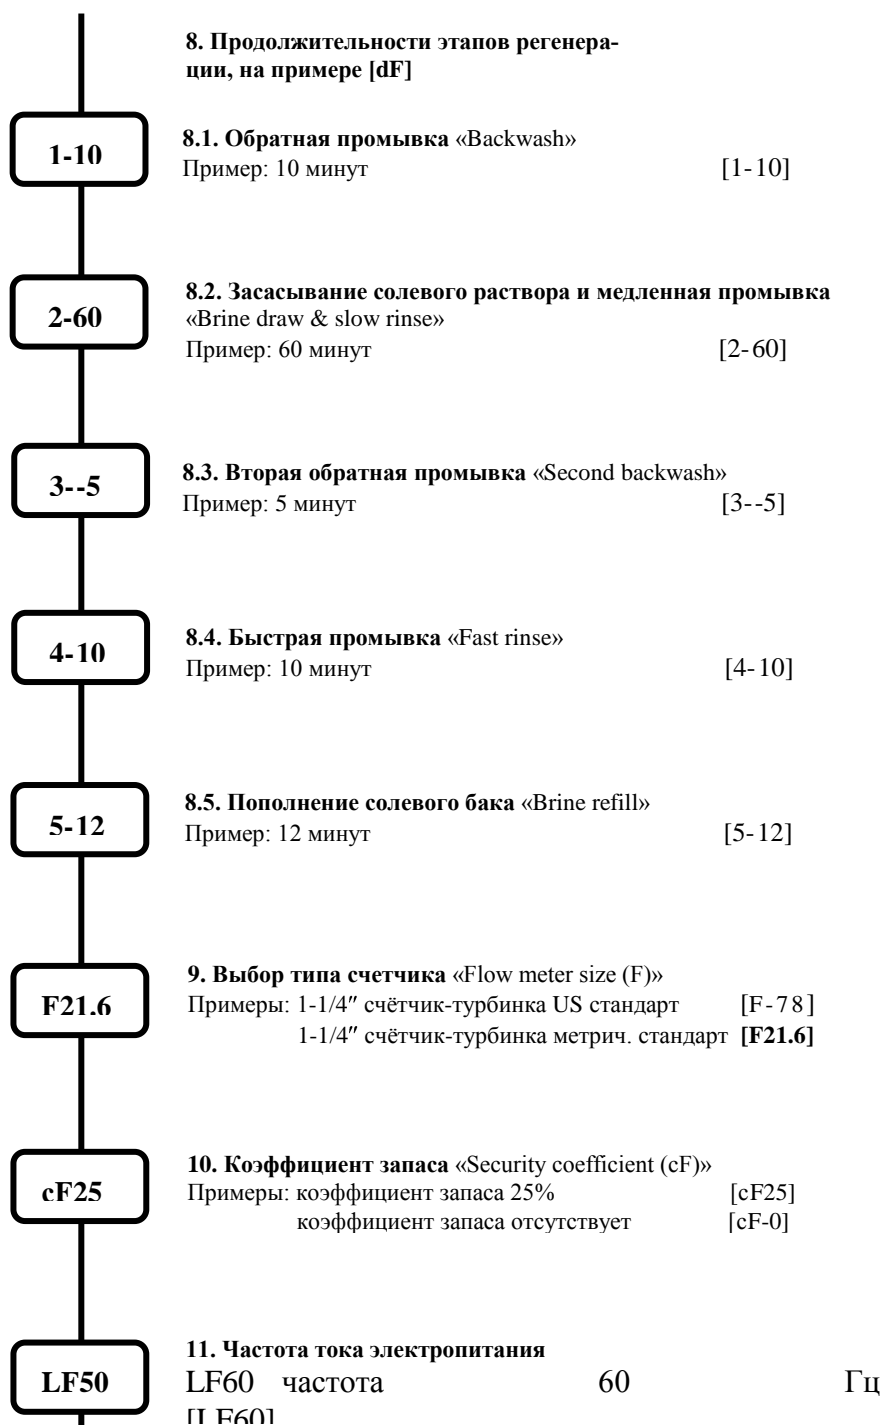 8. Продолжительности этапов регенера-
ции, на примере [dF]
1-10
8.1. Обратная промывка «Backwash»
Пример: 10 минут [1-10]
2-60
8.2. Засасывание солевого раствора и медленная промывка
«Brine draw & slow rinse»
Пример: 60 минут [2-60]
3--5
8.3. Вторая обратная промывка «Second backwash»
Пример: 5 минут [3--5]
4-10
8.4. Быстрая промывка «Fast rinse»
Пример: 10 минут [4-10]
5-12
8.5. Пополнение солевого бака «Brine refill»
Пример: 12 минут [5-12]
F21.6
9. Выбор типа счетчика «Flow meter size (F)»
Примеры: 1-1/4″ счётчик-турбинка US стандарт [F-78]
1-1/4″ счётчик-турбинка метрич. стандарт [F21.6]
cF25
10. Коэффициент запаса «Security coefficient (cF)»
Примеры: коэффициент запаса 25% [cF25]
коэффициент запаса отсутствует [cF-0]
LF50
11. Частота тока электропитания
LF60 частота 60 Гц
[LF60]